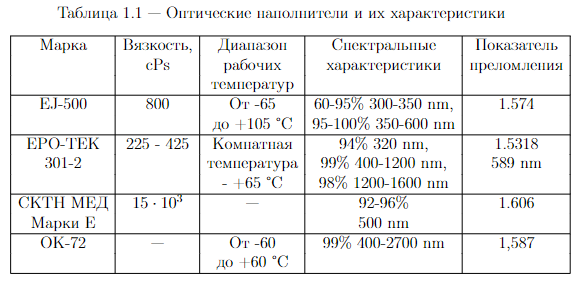 Таблица 1.1 — Оптические наполнители и их характеристики
Марка Вязкость, Диапазон Спектральные Показатель
cPs рабочих характеристики преломления
температур
EJ-500 800 От -65 60-95% 300-350 nm, 1.574
до +105 °C 95-100% 350-600 nm
EPO-TEK 225 - 425 Комнатная 94% 320 nm, 1.5318
301-2 температура 99% 400-1200 nm, 589 nm
- +65 °C 98% 1200-1600 nm
СКТН МЕД 15 · 10³ — 92-96% 1.606
Марки Е 500 nm
ОК-72 — От -60 99% 400-2700 nm 1,587
до +60 °C